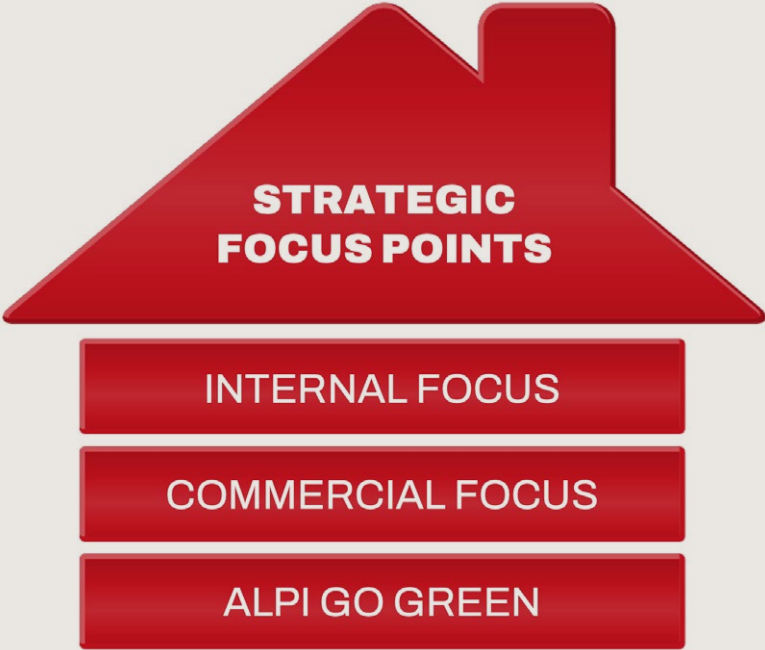 STRATEGIC
FOCUS POINTS
INTERNAL FOCUS
COMMERCIAL FOCUS
ALPI GO GREEN